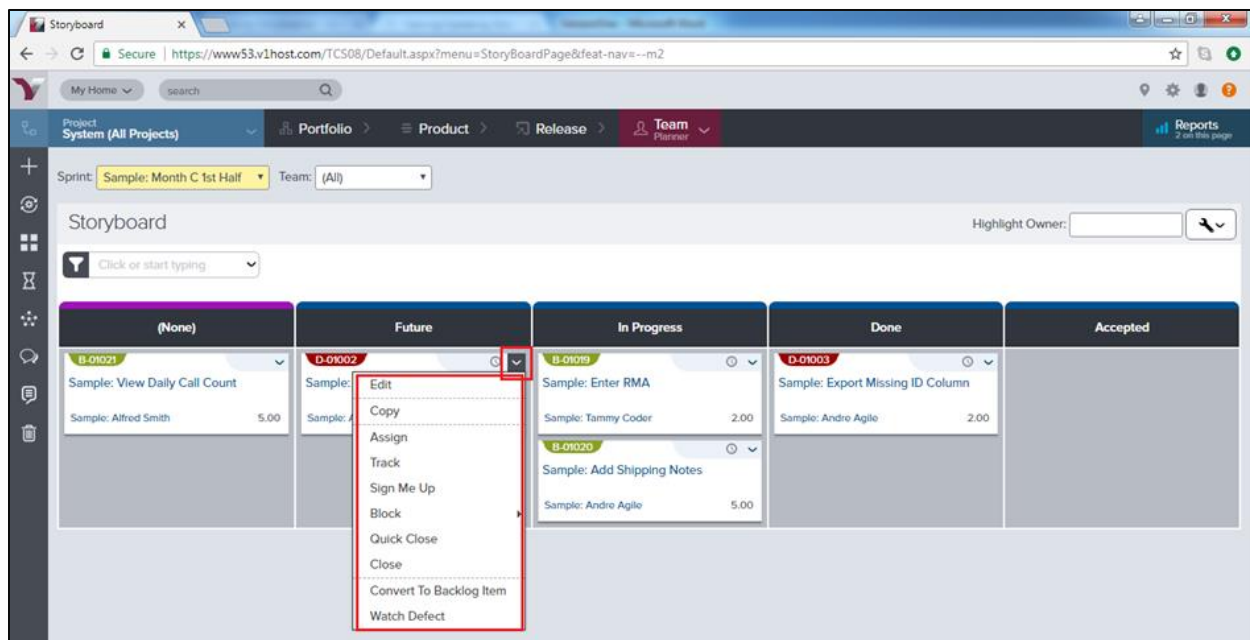 Storyboard
Secure | https://www53.v1host.com/TCS08/Default.aspx?menu=StoryBoardPage&feat-nav=--m2
My Home search
Project
System (All Projects)
Portfolio Product Release Team
Planner
Reports
2 on this page
Sprint: Sample: Month C 1st Half Team: (All)
Storyboard Highlight Owner:
Click or start typing
(None) Future In Progress Done Accepted
B-01021 D-01002 B-01019 D-01003
Sample: View Daily Call Count Sample: Sample: Enter RMA Sample: Export Missing ID Column
Sample: Alfred Smith 5.00 Sample: A Sample: Tammy Coder 2.00 Sample: Andre Agile 2.00
B-01020
Sample: Add Shipping Notes
Sample: Andre Agile 5.00
Edit
Copy
Assign
Track
Sign Me Up
Block
Quick Close
Close
Convert To Backlog Item
Watch Defect